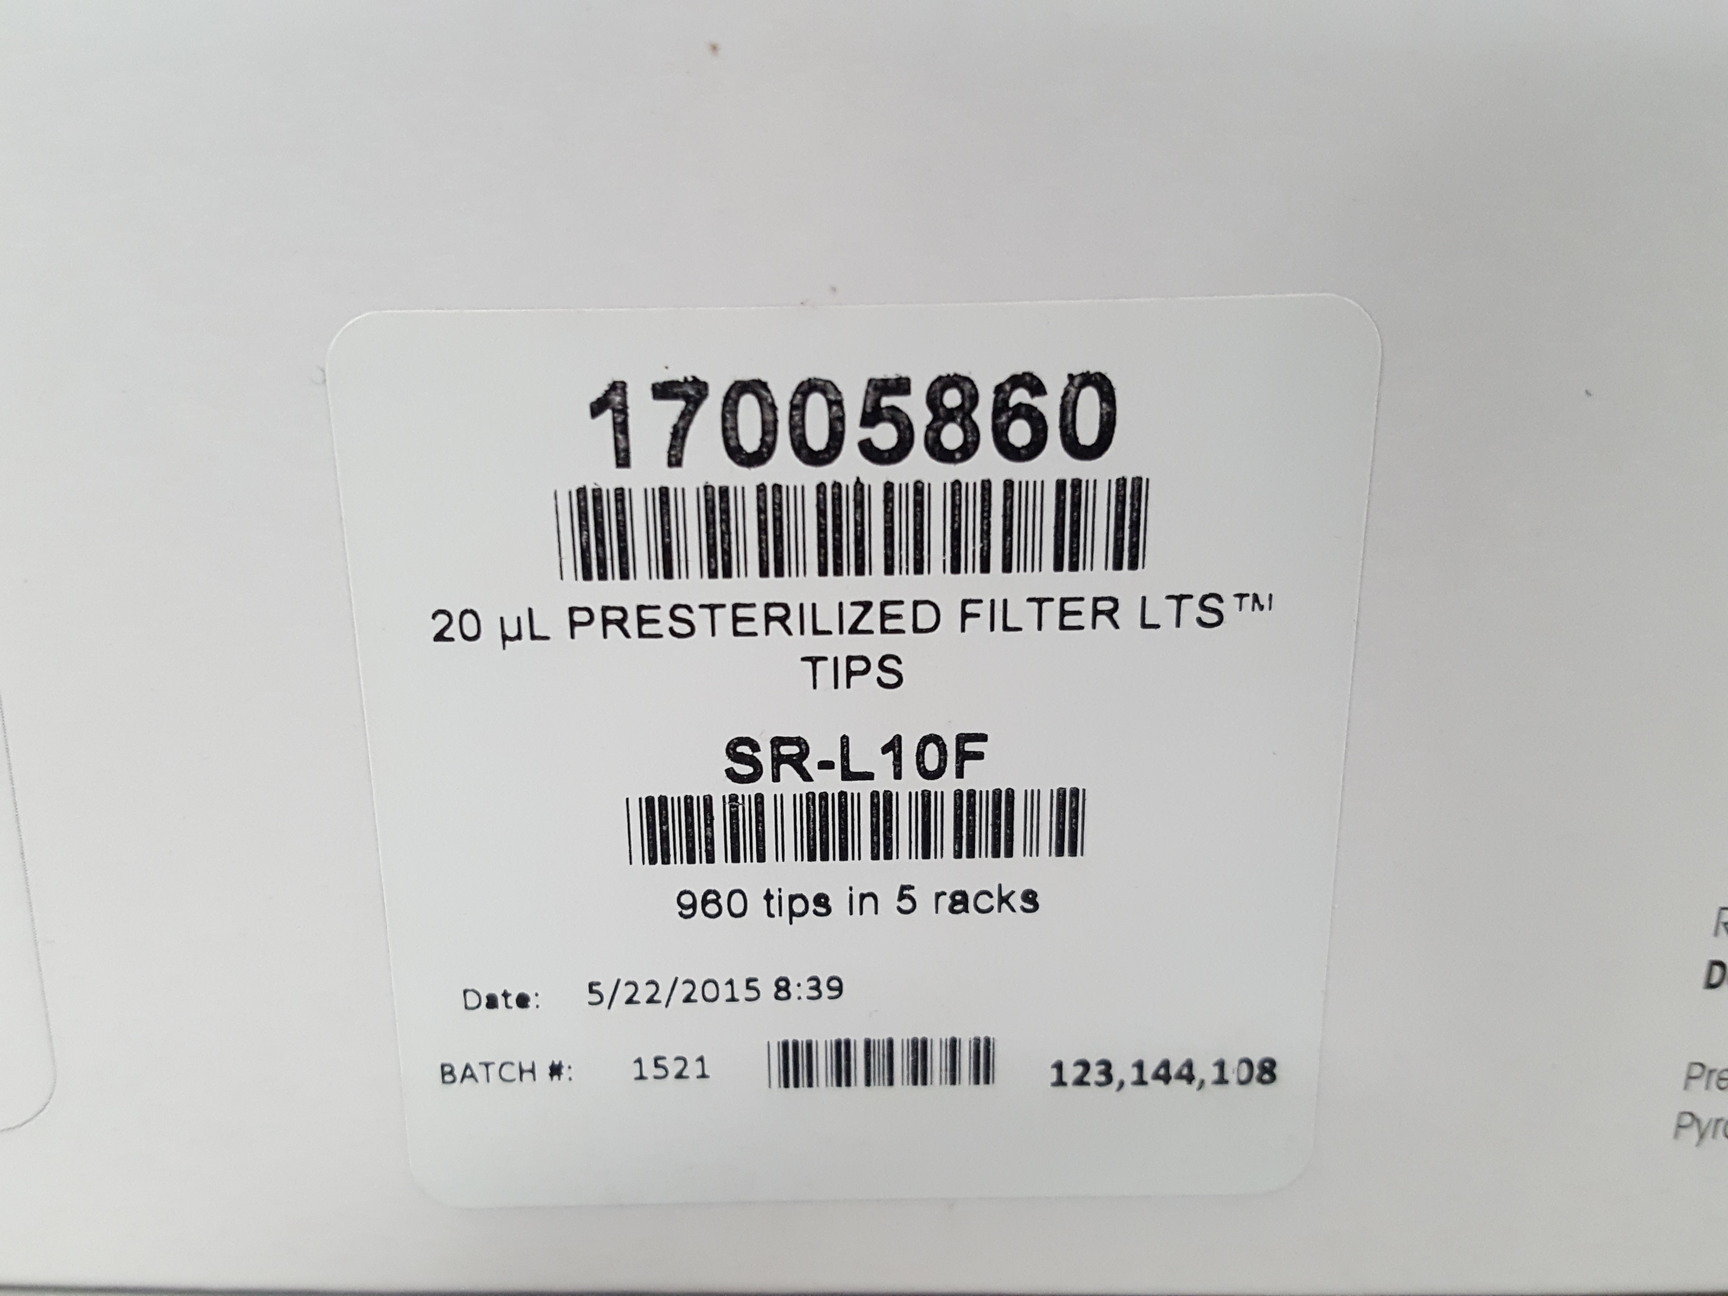 17005860
20 µL PRESTERILIZED FILTER LTS™
TIPS
SR-L10F
960 tips in 5 racks
Date: 5/22/2015 8:39
BATCH #: 1521 123,144,108